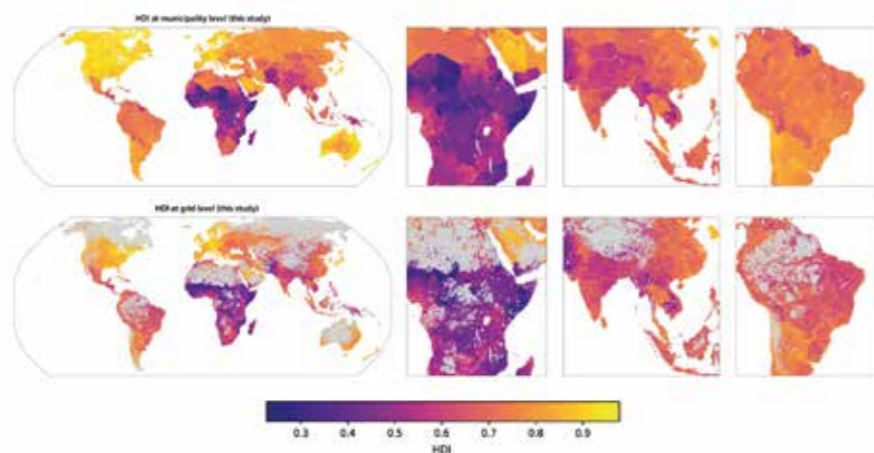 HDI at municipality level (this study)
HDI at grid level (this study)
0.3 0.4 0.5 0.6 0.7 0.8 0.9
HDI